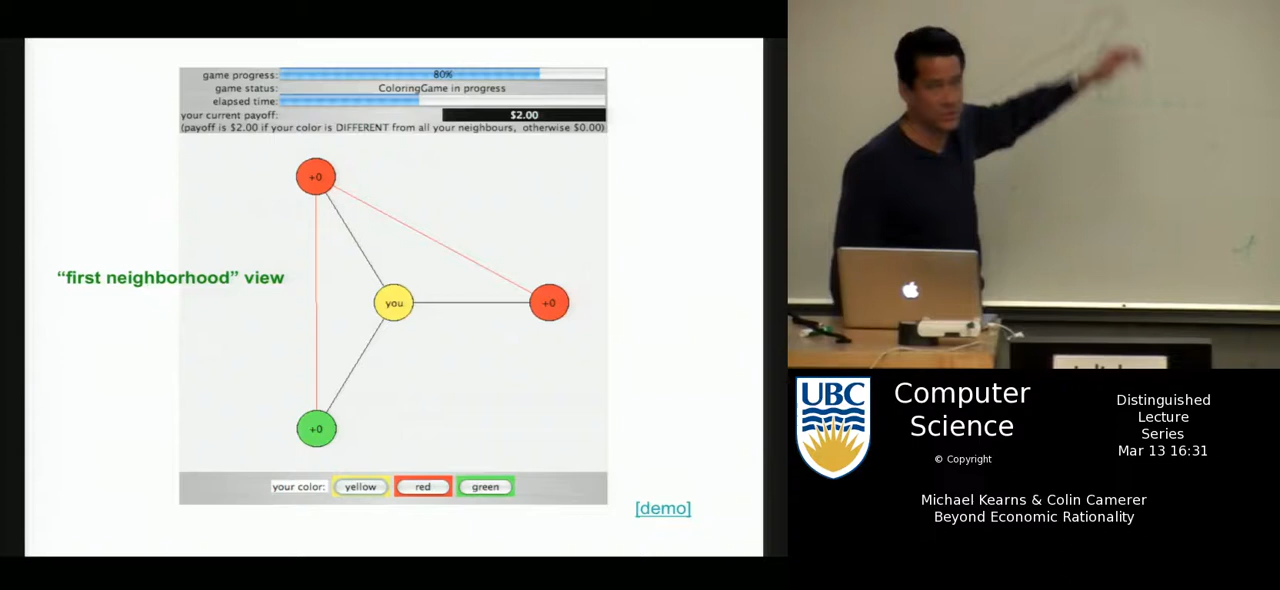 game progress: 80%
game status: ColoringGame in progress
elapsed time:
your current payoff: $2.00
(payoff is $2.00 if your color is DIFFERENT from all your neighbours, otherwise $0.00)
+0
"first neighborhood" view
you
+0
+0
your color: yellow red green
[demo]
UBC
Computer
Science
© Copyright
Distinguished
Lecture
Series
Mar 13 16:31
Michael Kearns & Colin Camerer
Beyond Economic Rationality